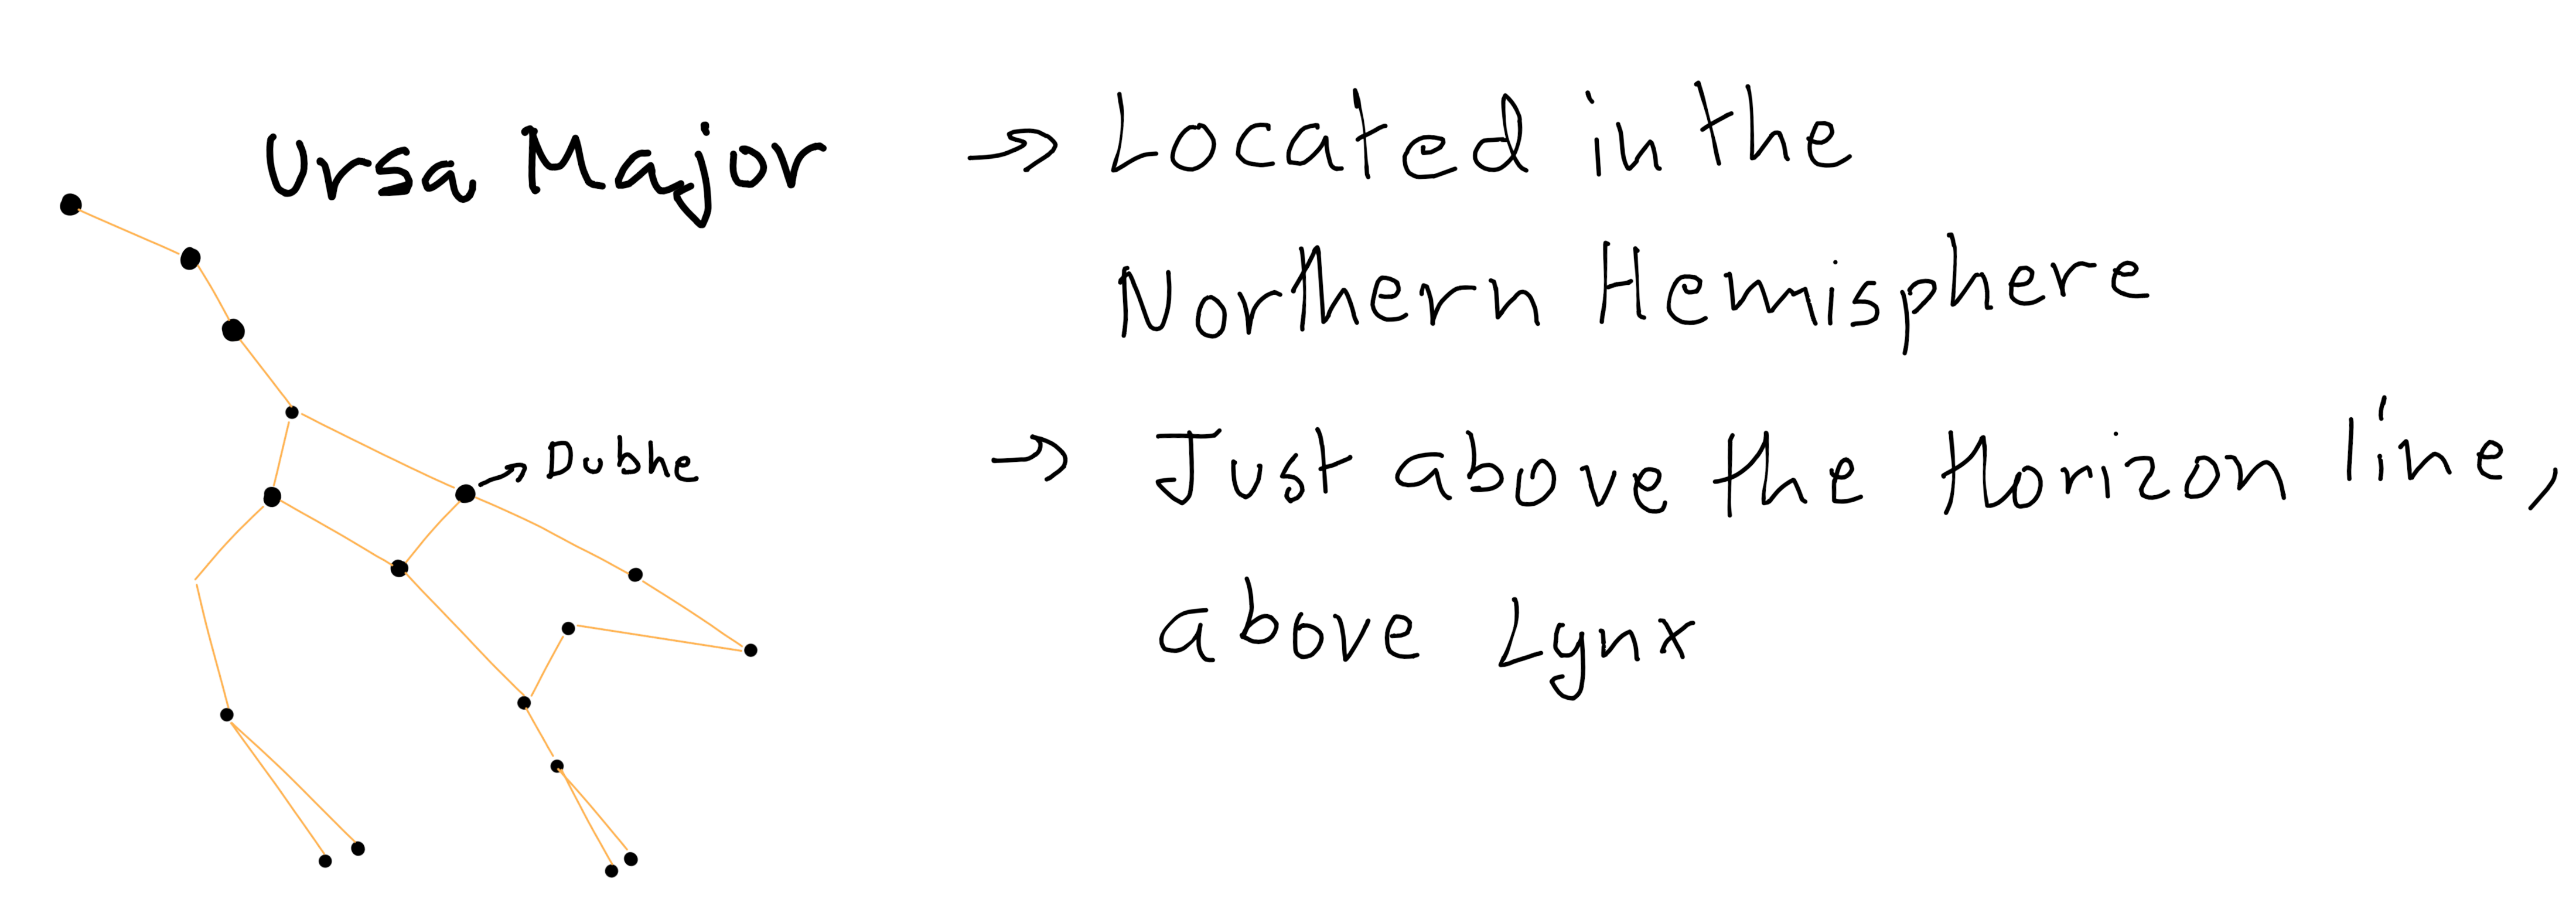 Ursa Major
→ Located in the
Northern Hemisphere
→ Dubhe
→ Just above the Horizon line,
above Lynx